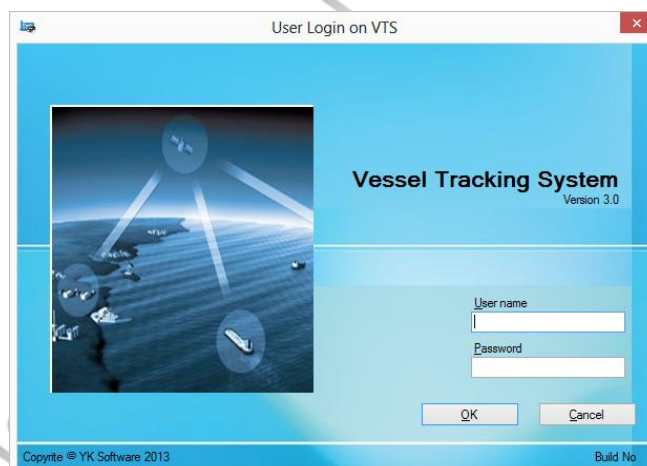 User Login on VTS
Vessel Tracking System
Version 3.0
User name
Password
OK
Cancel
Copyrite © YK Software 2013
Build No